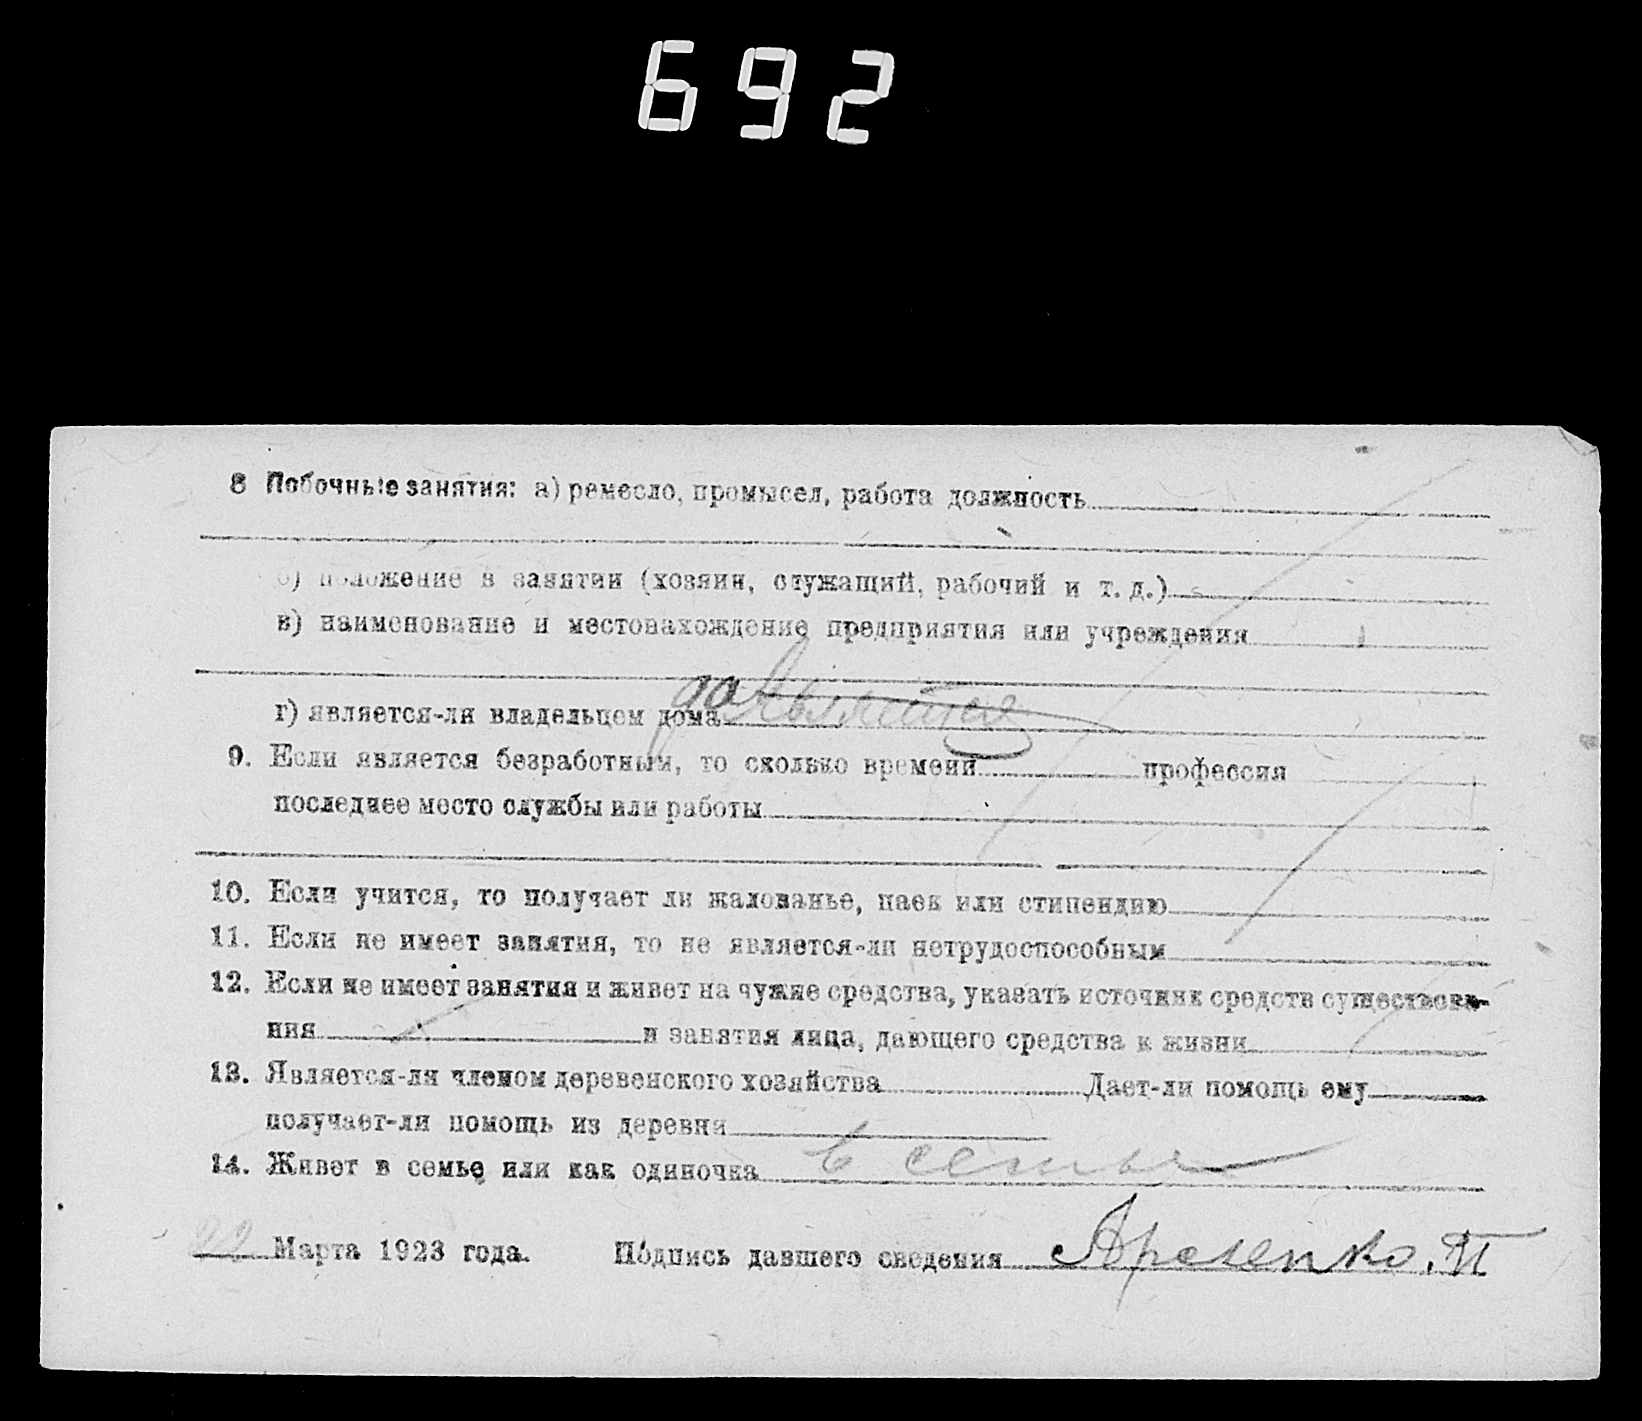 692
8 Побочные занятия: а) ремесло, промысел, работа должность
б) положение в занятии (хозяин, служащий, рабочий и т. д.)
в) наименование и местонахождение предприятия или учреждения
г) является-ли владельцем дома да Является
9. Если является безработным, то сколько времени профессия
последнее место службы или работы
10. Если учится, то получает ли жалованье, паек или стипендию
11. Если не имеет занятия, то не является-ли нетрудоспособным
12. Если не имеет занятия и живет на чужие средства, указать источник средств существова-
ния и занятия лица, дающего средства к жизни
13. Является-ли членом деревенского хозяйства Дает-ли помощь ему
получает-ли помощь из деревни
14. Живет в семье или как одиночка в семье
22 Марта 1923 года. Подпись давшего сведения